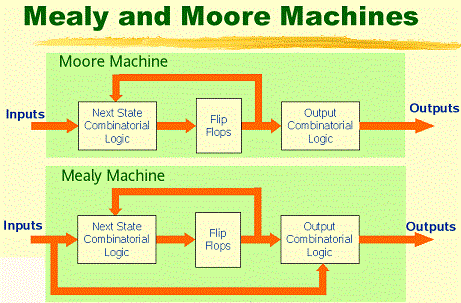 Mealy and Moore Machines
Moore Machine
Inputs
Next State
Combinatorial
Logic
Flip
Flops
Output
Combinatorial
Logic
Outputs
Mealy Machine
Inputs
Next State
Combinatorial
Logic
Flip
Flops
Output
Combinatorial
Logic
Outputs